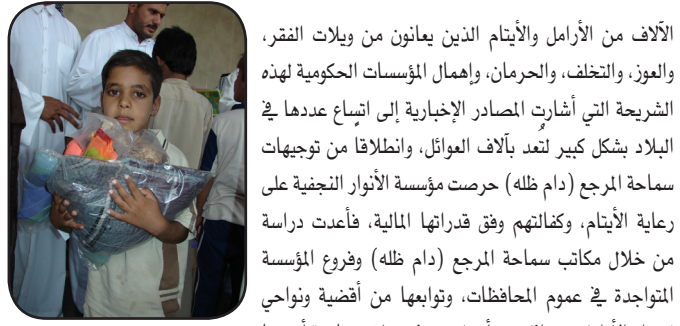 الآلاف من الأرامل والأيتام الذين يعانون من ويلات الفقر،
والعوز، والتخلف، والحرمان، وإهمال المؤسسات الحكومية لهذه
الشريحة التي أشارت المصادر الإخبارية إلى اتساع عددها في
البلاد بشكل كبير لتُعد بآلاف العوائل، وانطلاقا من توجيهات
سماحة المرجع (دام ظله) حرصت مؤسسة الأنوار النجفية على
رعاية الأيتام، وكفالتهم وفق قدراتها المالية، فأعدت دراسة
من خلال مكاتب سماحة المرجع (دام ظله) وفروع المؤسسة
المتواجدة في عموم المحافظات، وتوابعها من أقضية ونواحي